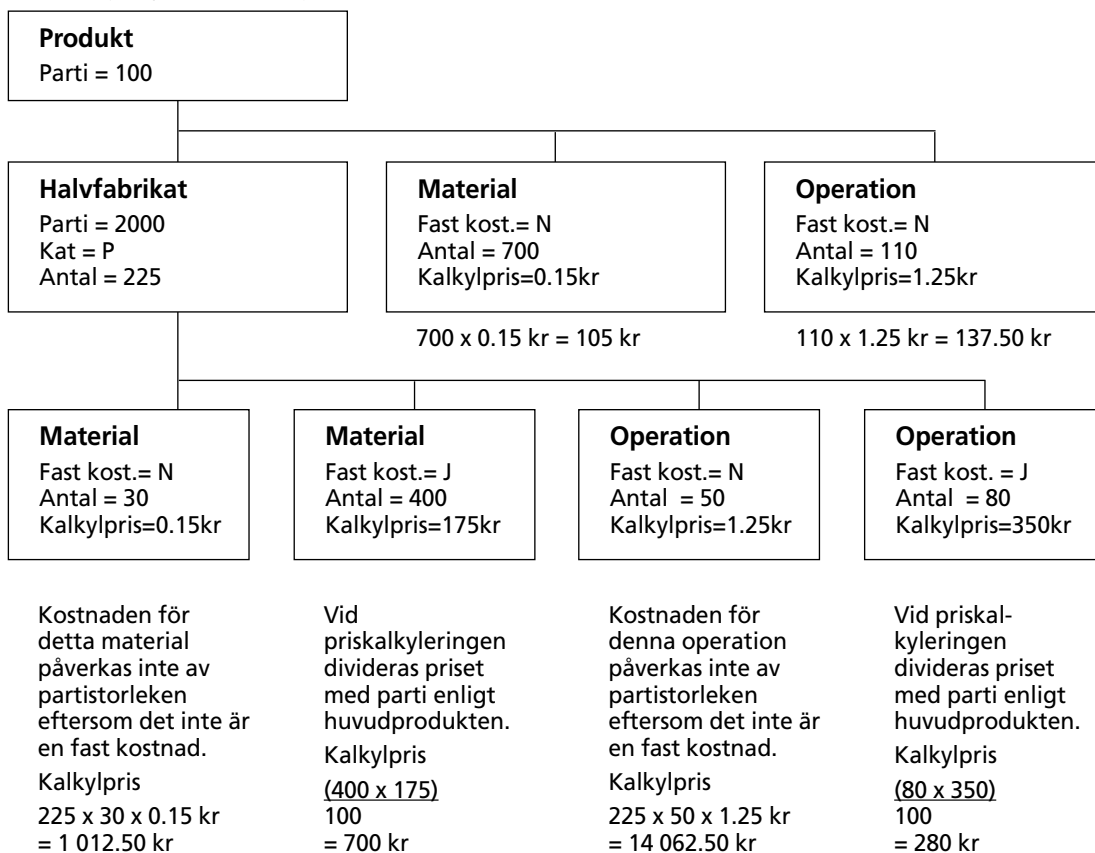 Produkt
Parti = 100
Halvfabrikat
Parti = 2000
Kat = P
Antal = 225
Material
Fast kost.= N
Antal = 700
Kalkylpris=0.15kr
700 x 0.15 kr = 105 kr
Operation
Fast kost.= N
Antal = 110
Kalkylpris=1.25kr
110 x 1.25 kr = 137.50 kr
Material
Fast kost.= N
Antal = 30
Kalkylpris=0.15kr
Kostnaden för
detta material
påverkas inte av
partistorleken
eftersom det inte är
en fast kostnad.
Kalkylpris
225 x 30 x 0.15 kr
= 1 012.50 kr
Material
Fast kost.= J
Antal = 400
Kalkylpris=175kr
Vid
priskalkyleringen
divideras priset
med parti enligt
huvudprodukten.
Kalkylpris
(400 x 175)
100
= 700 kr
Operation
Fast kost.= N
Antal  = 50
Kalkylpris=1.25kr
Kostnaden för
denna operation
påverkas inte av
partistorleken
eftersom det inte är
en fast kostnad.
Kalkylpris
225 x 50 x 1.25 kr
= 14 062.50 kr
Operation
Fast kost. = J
Antal  = 80
Kalkylpris=350kr
Vid priskal-
kyleringen
divideras priset
med parti enligt
huvudprodukten.
Kalkylpris
(80 x 350)
100
= 280 kr